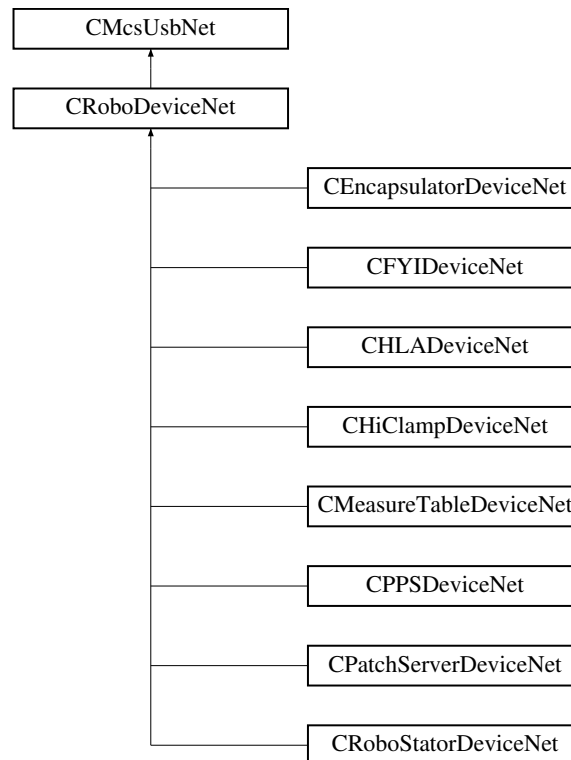 CMcsUsbNet
CRoboDeviceNet
CEncapsulatorDeviceNet
CFYIDeviceNet
CHLADeviceNet
CHiClampDeviceNet
CMeasureTableDeviceNet
CPPSDeviceNet
CPatchServerDeviceNet
CRoboStatorDeviceNet